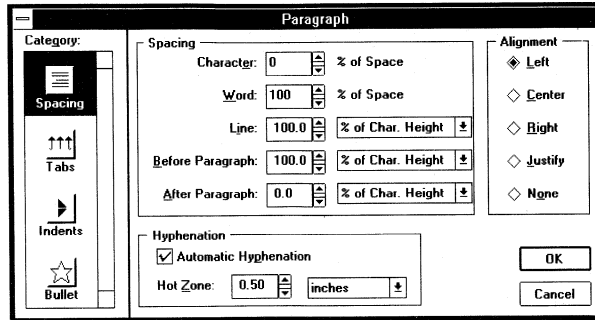 Paragraph
Category:
Spacing
Tabs
Indents
Bullet
Spacing
Character: 0 % of Space
Word: 100 % of Space
Line: 100.0 % of Char. Height
Before Paragraph: 100.0 % of Char. Height
After Paragraph: 0.0 % of Char. Height
Hyphenation
Automatic Hyphenation
Hot Zone: 0.50 inches
Alignment
Left
Center
Right
Justify
None
OK
Cancel